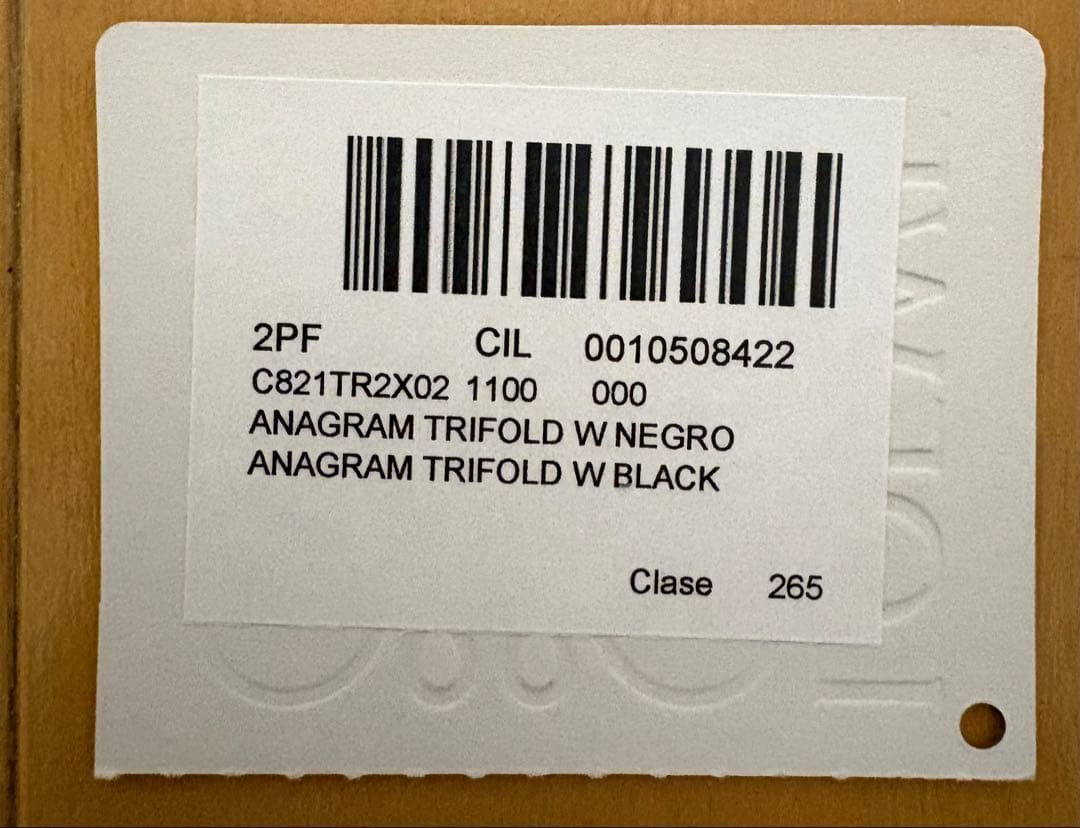 2PF CIL 0010508422
C821TR2X02 1100 000
ANAGRAM TRIFOLD W NEGRO
ANAGRAM TRIFOLD W BLACK
Clase 265